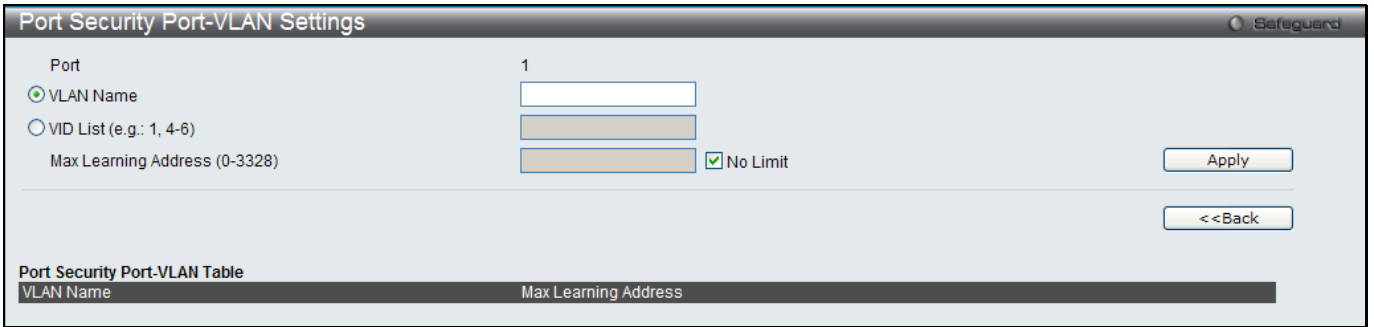 Port Security Port-VLAN Settings
Safeguard
Port 1
VLAN Name
VID List (e.g.: 1, 4-6)
Max Learning Address (0-3328) No Limit Apply
<<Back
Port Security Port-VLAN Table
VLAN Name Max Learning Address